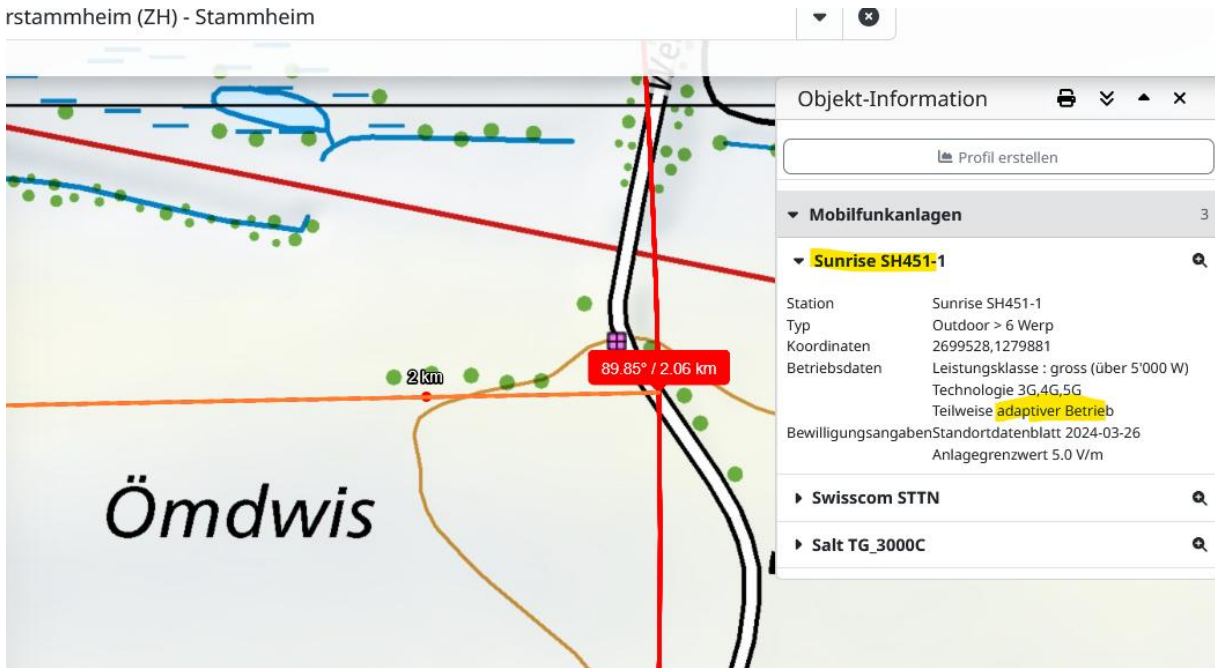 rstammheim (ZH) - Stammheim
Objekt-Information
Profil erstellen
Mobilfunkanlagen 3
Sunrise SH451-1
Station Sunrise SH451-1
Typ Outdoor > 6 Werp
Koordinaten 2699528,1279881
Betriebsdaten Leistungsklasse : gross (über 5'000 W)
Technologie 3G,4G,5G
Teilweise adaptiver Betrieb
Bewilligungsangaben Standortdatenblatt 2024-03-26
Anlagegrenzwert 5.0 V/m
Swisscom STTN
Salt TG_3000C
89.85° / 2.06 km
2 km
Ömdwis